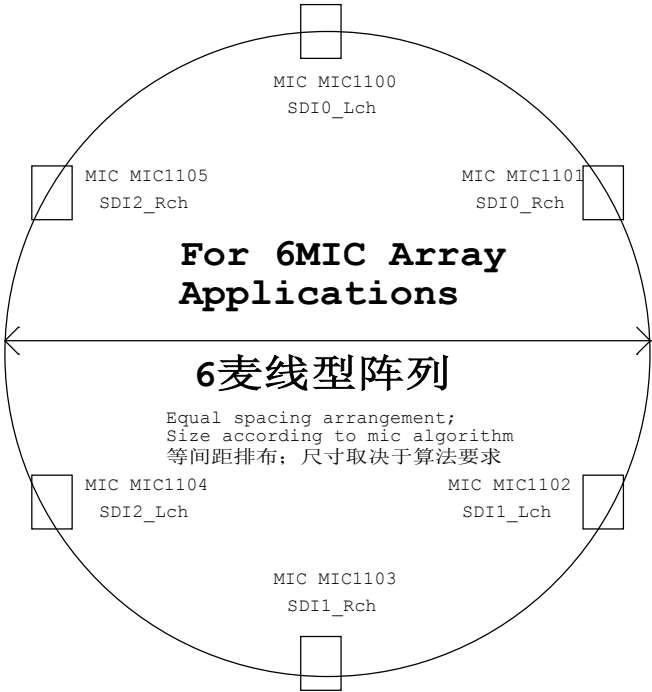 MIC MIC1100
SDI0_Lch
MIC MIC1105
SDI2_Rch
MIC MIC1101
SDI0_Rch
For 6MIC Array
Applications
6麦线型阵列
Equal spacing arrangement;
Size according to mic algorithm
等间距排布；尺寸取决于算法要求
MIC MIC1104
SDI2_Lch
MIC MIC1102
SDI1_Lch
MIC MIC1103
SDI1_Rch